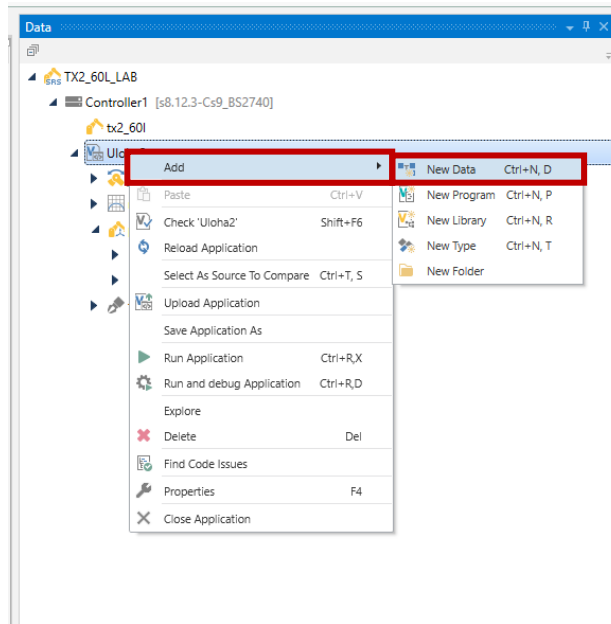 Data
TX2_60L_LAB
Controller1 [s8.12.3-Cs9_BS2740]
tx2_60l
Add
New Data Ctrl+N, D
Paste Ctrl+V
New Program Ctrl+N, P
Check 'Uloha2' Shift+F6
New Library Ctrl+N, R
Reload Application
New Type Ctrl+N, T
Select As Source To Compare Ctrl+T, S
New Folder
Upload Application
Save Application As
Run Application Ctrl+R,X
Run and debug Application Ctrl+R,D
Explore
Delete Del
Find Code Issues
Properties F4
Close Application